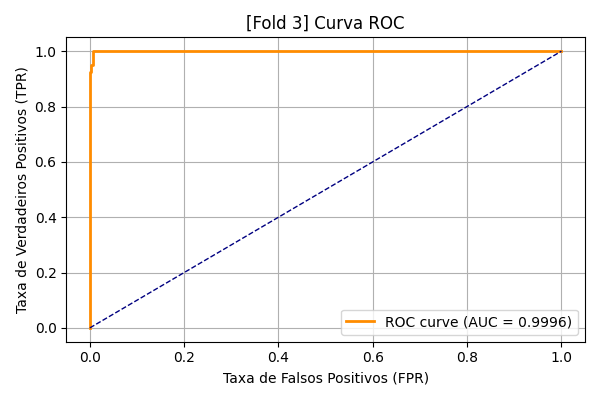 [Fold 3] Curva ROC
Taxa de Verdadeiros Positivos (TPR)
1.0
0.8
0.6
0.4
0.2
0.0
ROC curve (AUC = 0.9996)
0.0 0.2 0.4 0.6 0.8 1.0
Taxa de Falsos Positivos (FPR)